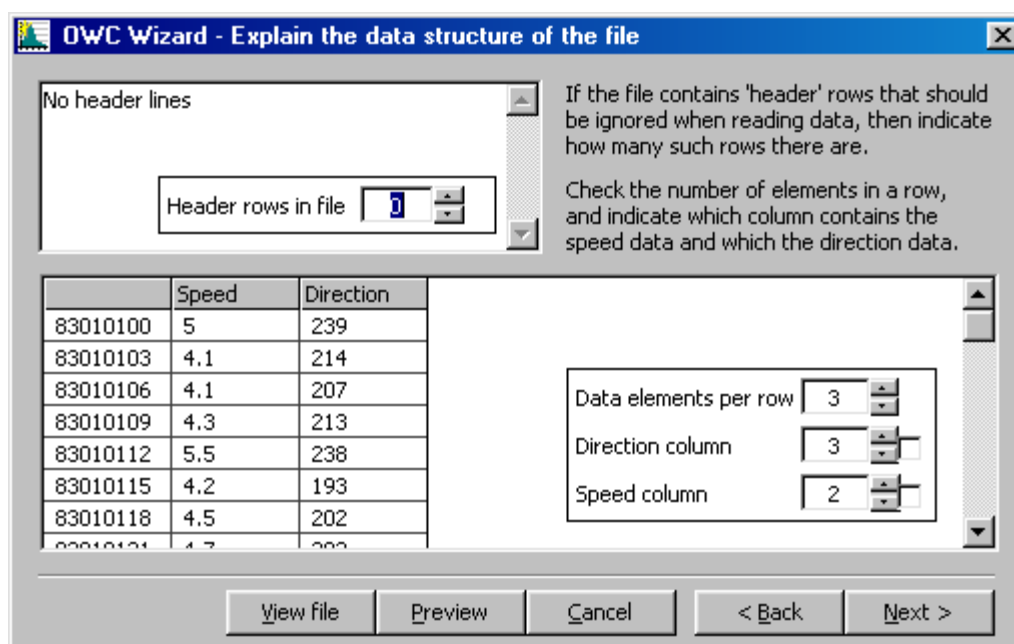 OWC Wizard - Explain the data structure of the file
No header lines
Header rows in file 0
If the file contains 'header' rows that should
be ignored when reading data, then indicate
how many such rows there are.
Check the number of elements in a row,
and indicate which column contains the
speed data and which the direction data.
Speed Direction
83010100 5 239
83010103 4.1 214
83010106 4.1 207
83010109 4.3 213
83010112 5.5 238
83010115 4.2 193
83010118 4.5 202
Data elements per row 3
Direction column 3
Speed column 2
View file Preview Cancel < Back Next >